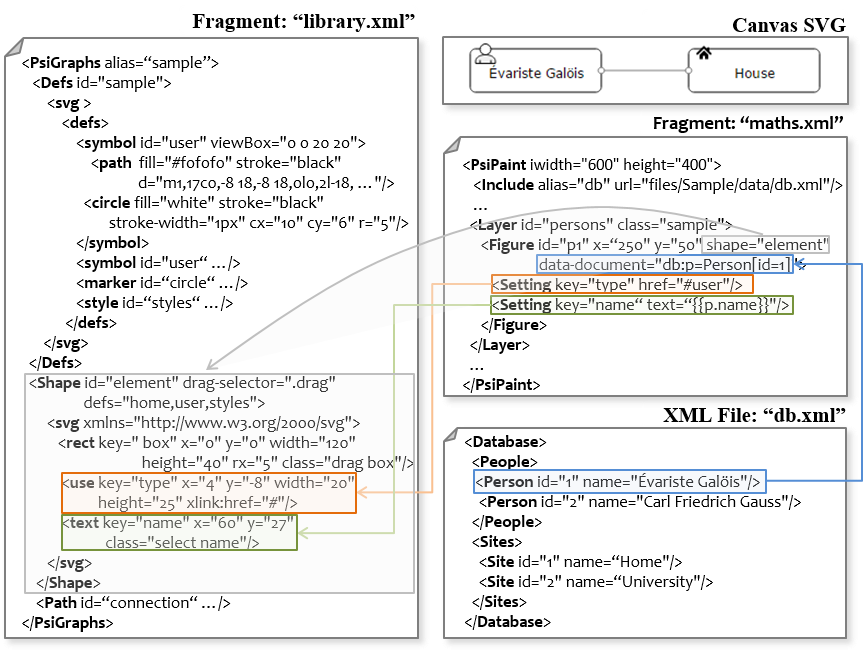 Fragment: “library.xml”
<PsiGraphs alias=“sample”>
<Defs id="sample">
<svg >
<defs>
<symbol id="user" viewBox="0 0 20 20">
<path fill="#fofofo" stroke="black"
d="m1,17c0,-8 18,-8 18,0l0,2l-18, … "/>
<circle fill="white" stroke="black"
stroke-width="1px" cx="10" cy="6" r="5"/>
</symbol>
<symbol id="user“ …/>
<marker id="circle“ …/>
<style id="styles“ …/>
</defs>
</svg>
</Defs>
<Shape id="element" drag-selector=".drag"
defs="home,user,styles">
<svg xmlns="http://www.w3.org/2000/svg">
<rect key=" box" x="0" y="0" width="120"
height="40" rx="5" class="drag box"/>
<use key="type" x="4" y="-8" width="20"
height="25" xlink:href="#"/>
<text key="name" x="60" y="27"
class="select name"/>
</svg>
</Shape>
<Path id=“connection“ …/>
</PsiGraphs>
Canvas SVG
Évariste Galöis
House
Fragment: “maths.xml”
<PsiPaint iwidth="600" height="400">
<Include alias="db" url="files/Sample/data/db.xml"/>
…
<Layer id="persons" class="sample">
<Figure id="p1" x=“250" y="50" shape="element"
data-document="db:p=Person[id=1]">
<Setting key="type" href="#user"/>
<Setting key="name“ text=“{{p.name}}"/>
</Figure>
</Layer>
…
</PsiPaint>
XML File: “db.xml”
<Database>
<People>
<Person id="1" name="Évariste Galöis"/>
<Person id="2" name="Carl Friedrich Gauss"/>
</People>
<Sites>
<Site id="1" name=“Home"/>
<Site id="2" name=“University"/>
</Sites>
</Database>